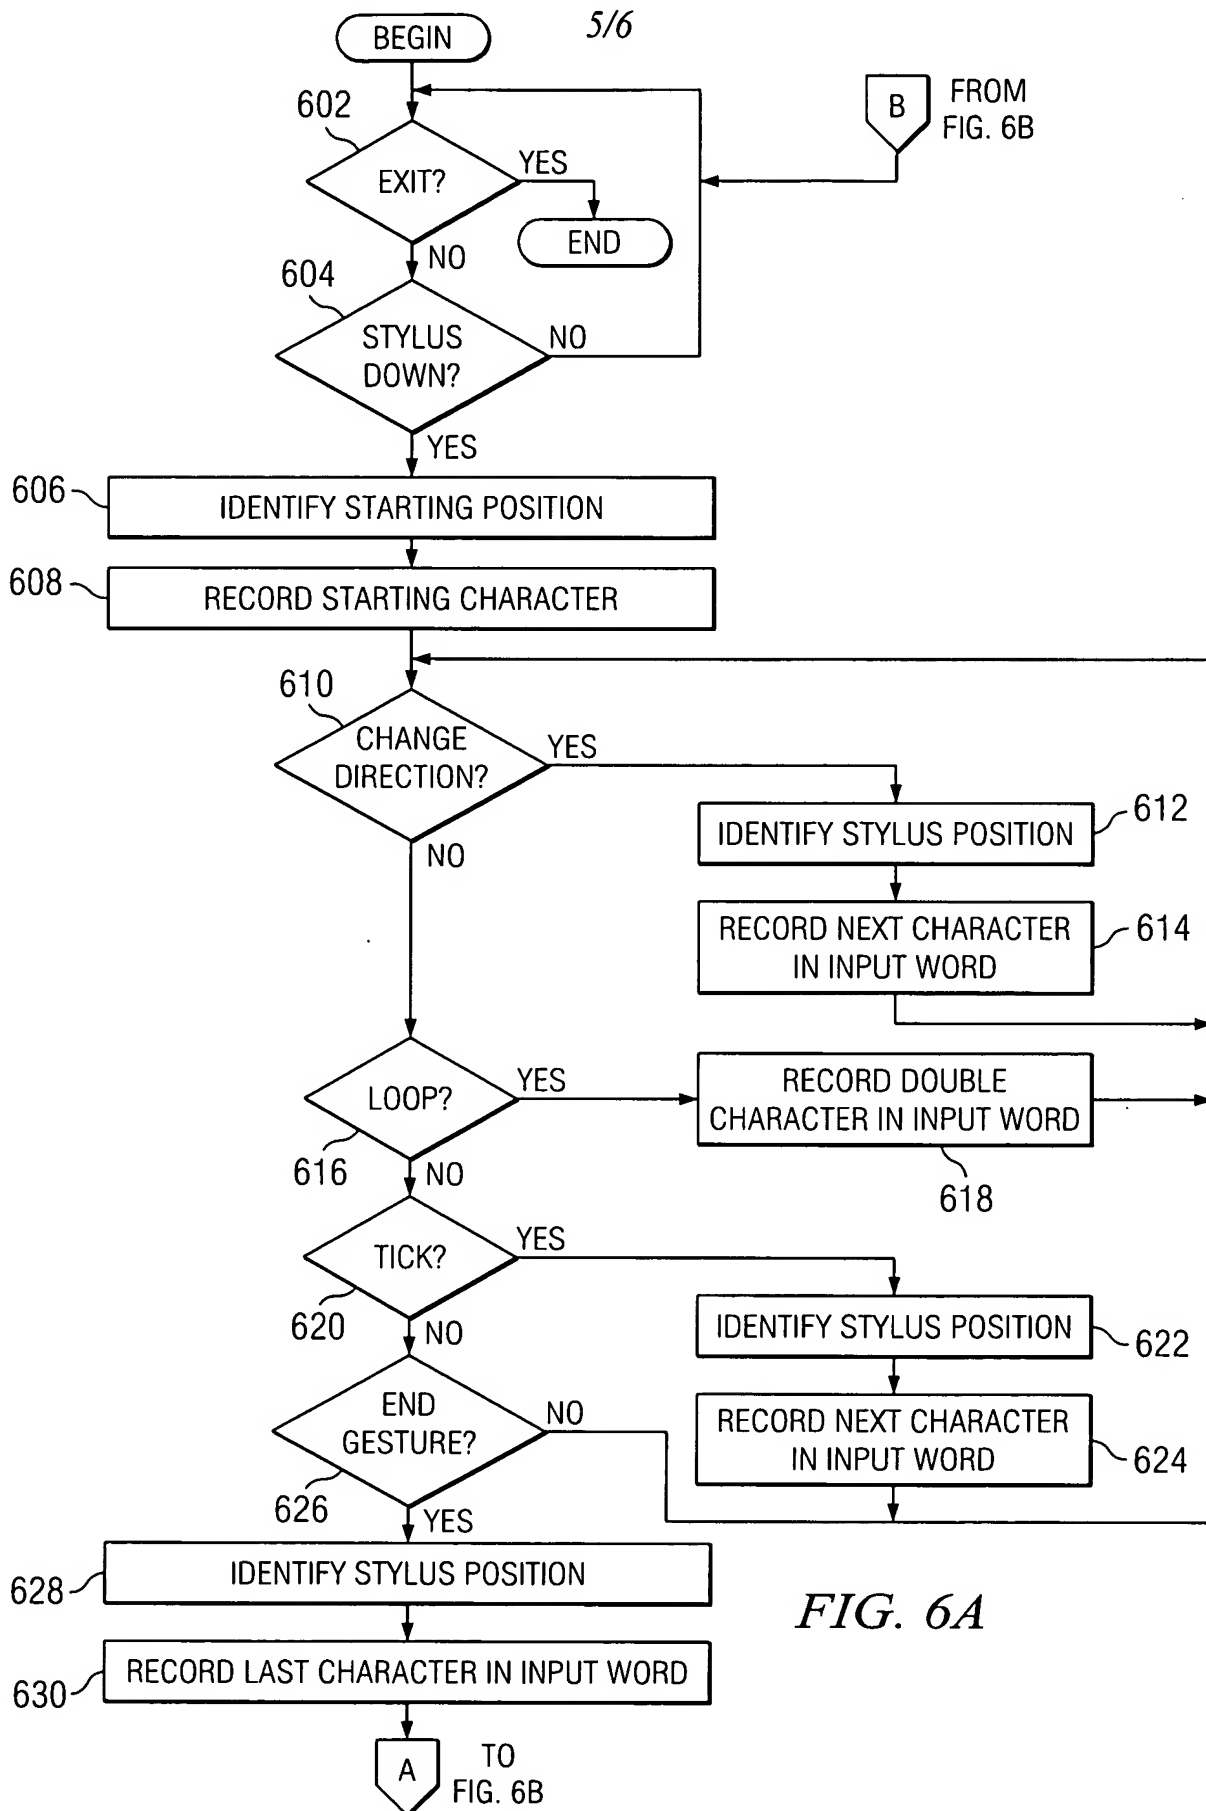 5/6
BEGIN
B
FROM
FIG. 6B
602
EXIT?
YES
END
NO
604
STYLUS
DOWN?
NO
YES
606
IDENTIFY STARTING POSITION
608
RECORD STARTING CHARACTER
610
CHANGE
DIRECTION?
YES
NO
IDENTIFY STYLUS POSITION
612
RECORD NEXT CHARACTER
IN INPUT WORD
614
LOOP?
YES
616
NO
RECORD DOUBLE
CHARACTER IN INPUT WORD
618
TICK?
YES
620
NO
IDENTIFY STYLUS POSITION
622
RECORD NEXT CHARACTER
IN INPUT WORD
624
END
GESTURE?
NO
626
YES
628
IDENTIFY STYLUS POSITION
630
RECORD LAST CHARACTER IN INPUT WORD
FIG. 6A
A
TO
FIG. 6B